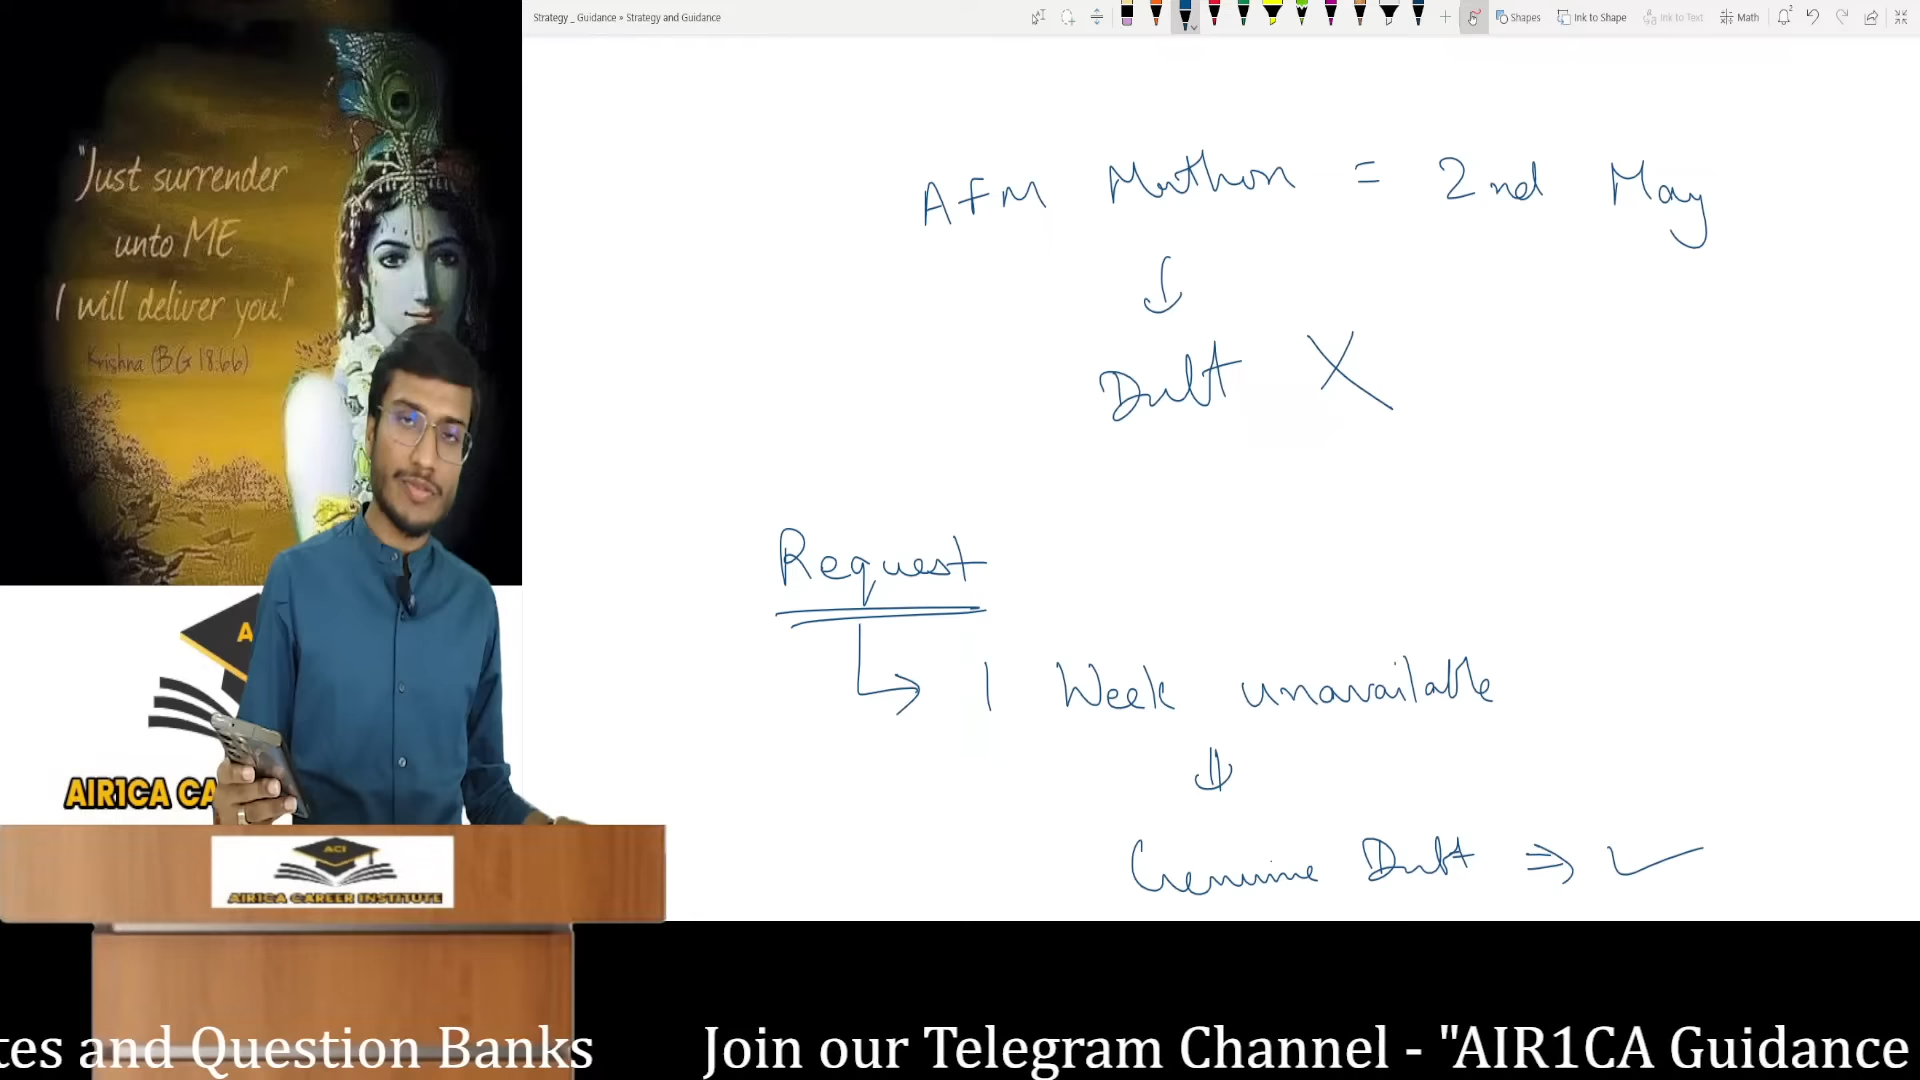 Strategy _ Guidance » Strategy and Guidance
Shapes
Ink to Shape
Ink to Text
Math
"Just surrender
unto ME
I will deliver you!"
Krishna (B.G 18.66)
AFM Marthon = 2nd May
Dubt X
Request
1 Week unavailable
Genuine Dubt ⇒ ✓
A
AIR1CA CA
ACI
AIR1CA CAREER INSTITUTE
tes and Question Banks Join our Telegram Channel - "AIR1CA Guidance